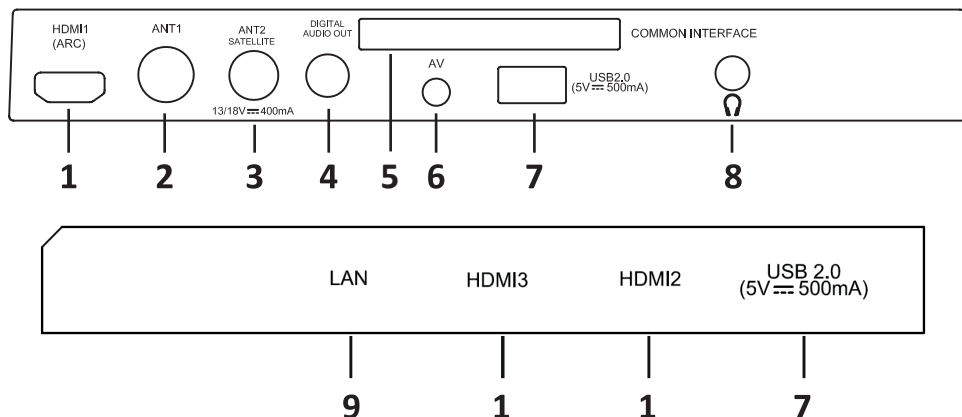 HDMI1
(ARC)
ANT1
ANT2
SATELLITE
13/18V⎓400mA
DIGITAL
AUDIO OUT
COMMON INTERFACE
AV
USB2.0
(5V⎓500mA)
1
2
3
4
5
6
7
8
LAN
HDMI3
HDMI2
USB 2.0
(5V⎓500mA)
9
1
1
7